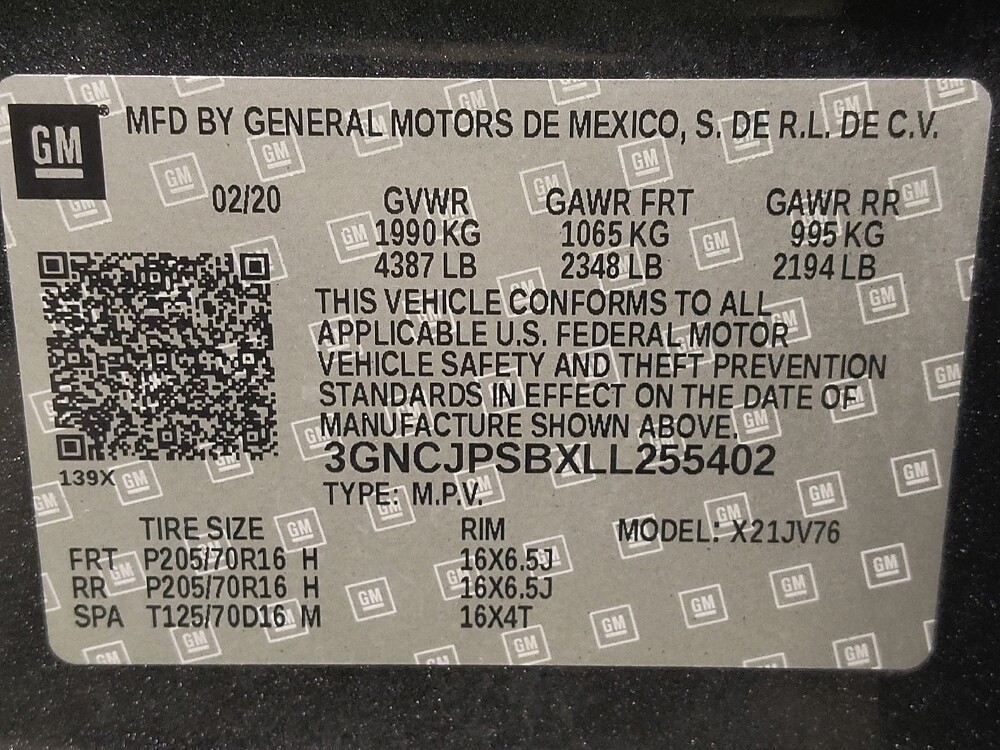 GM ® MFD BY GENERAL MOTORS DE MEXICO, S. DE R.L. DE C.V.
02/20 GVWR GAWR FRT GAWR RR
1990 KG 1065 KG 995 KG
4387 LB 2348 LB 2194 LB
THIS VEHICLE CONFORMS TO ALL
APPLICABLE U.S. FEDERAL MOTOR
VEHICLE SAFETY AND THEFT PREVENTION
STANDARDS IN EFFECT ON THE DATE OF
MANUFACTURE SHOWN ABOVE.
3GNCJPSBXLL255402
139X
TYPE: M.P.V.
TIRE SIZE RIM MODEL: X21JV76
FRT P205/70R16 H 16X6.5J
RR P205/70R16 H 16X6.5J
SPA T125/70D16 M 16X4T